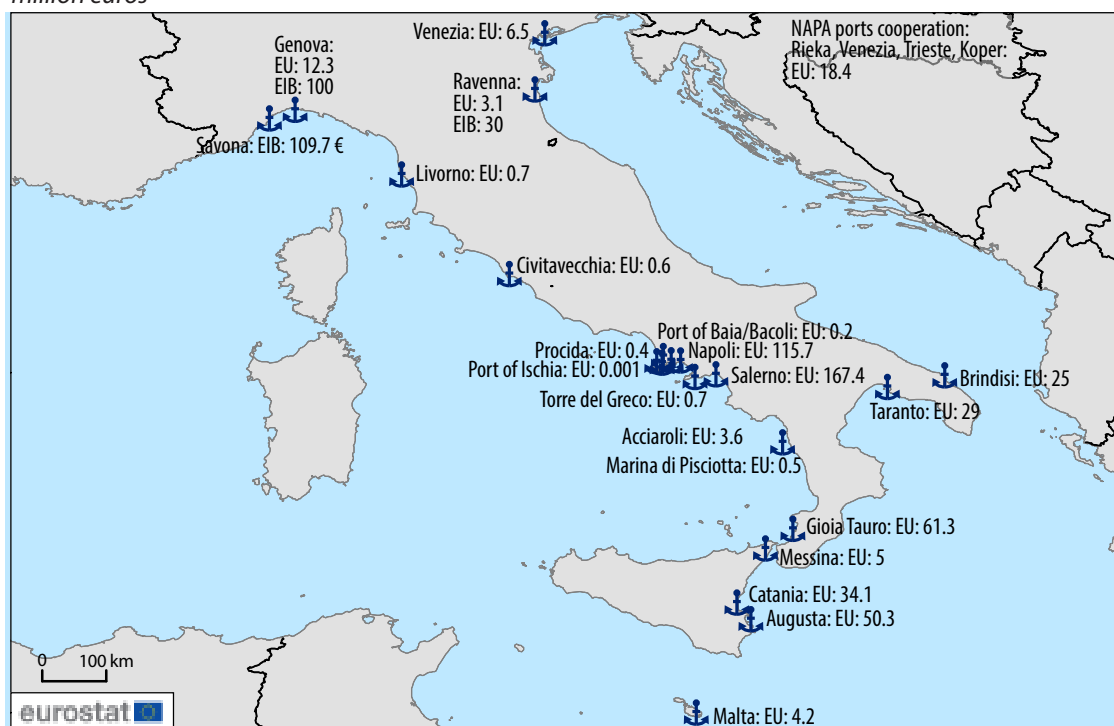 million euros
Venezia: EU: 6.5
NAPA ports cooperation:
Rieka, Venezia, Trieste, Koper:
EU: 18.4
Genova:
EU: 12.3
EIB: 100
Ravenna:
EU: 3.1
EIB: 30
Savona: EIB: 109.7 €
Livorno: EU: 0.7
Civitavecchia: EU: 0.6
Port of Baia/Bacoli: EU: 0.2
Procida: EU: 0.4
Napoli: EU: 115.7
Port of Ischia: EU: 0.001
Salerno: EU: 167.4
Brindisi: EU: 25
Torre del Greco: EU: 0.7
Taranto: EU: 29
Acciaroli: EU: 3.6
Marina di Pisciotta: EU: 0.5
Gioia Tauro: EU: 61.3
Messina: EU: 5
Catania: EU: 34.1
Augusta: EU: 50.3
0 100 km
eurostat
Malta: EU: 4.2